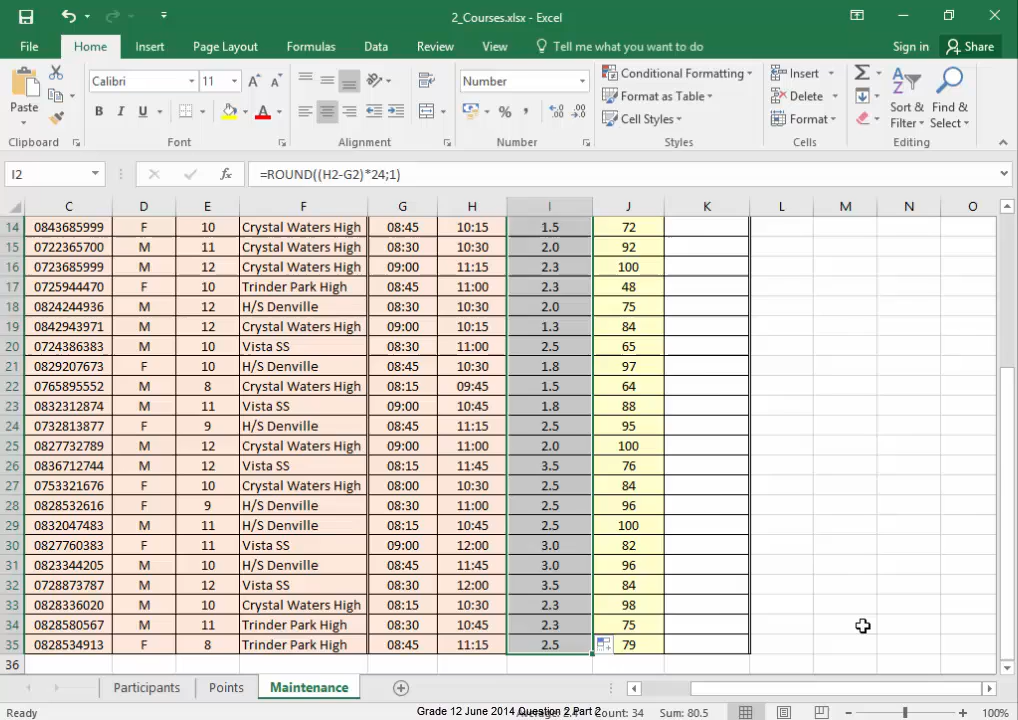 2_Courses.xlsx - Excel
File Home Insert Page Layout Formulas Data Review View Tell me what you want to do Sign in Share
Paste Calibri 11 Number Conditional Formatting Insert
Format as Table Delete Sort & Find &
B I U Cell Styles Format Filter Select
Clipboard Font Alignment Number Styles Cells Editing
I2 fx =ROUND((H2-G2)*24;1)
C D E F G H I J K L M N O
14 0843685999 F 10 Crystal Waters High 08:45 10:15 1.5 72
15 0722365700 M 11 Crystal Waters High 08:30 10:30 2.0 92
16 0723685999 M 12 Crystal Waters High 09:00 11:15 2.3 100
17 0725944470 F 10 Trinder Park High 08:45 11:00 2.3 48
18 0824244936 M 12 H/S Denville 08:30 10:30 2.0 75
19 0842943971 M 12 Crystal Waters High 09:00 10:15 1.3 84
20 0724386383 M 10 Vista SS 08:30 11:00 2.5 65
21 0829207673 F 10 H/S Denville 08:45 10:30 1.8 97
22 0765895552 M 8 Crystal Waters High 08:15 09:45 1.5 64
23 0832312874 M 11 Vista SS 09:00 10:45 1.8 88
24 0732813877 F 9 H/S Denville 08:45 11:15 2.5 95
25 0827732789 M 12 Crystal Waters High 09:00 11:00 2.0 100
26 0836712744 M 12 Vista SS 08:15 11:45 3.5 76
27 0753321676 F 10 Crystal Waters High 08:00 10:30 2.5 84
28 0828532616 F 9 H/S Denville 08:30 11:00 2.5 96
29 0832047483 M 11 H/S Denville 08:15 10:45 2.5 100
30 0827760383 F 11 Vista SS 09:00 12:00 3.0 82
31 0823344205 M 10 H/S Denville 08:45 11:45 3.0 96
32 0728873787 M 12 Vista SS 08:30 12:00 3.5 84
33 0828336020 M 10 Crystal Waters High 08:15 10:30 2.3 98
34 0828580567 M 11 Trinder Park High 08:30 10:45 2.3 75
35 0828534913 F 8 Trinder Park High 08:45 11:15 2.5 79
36
Participants Points Maintenance
Ready Grade 12 June 2014 Question 2 Part 2 Count: 34 Sum: 80.5 100%